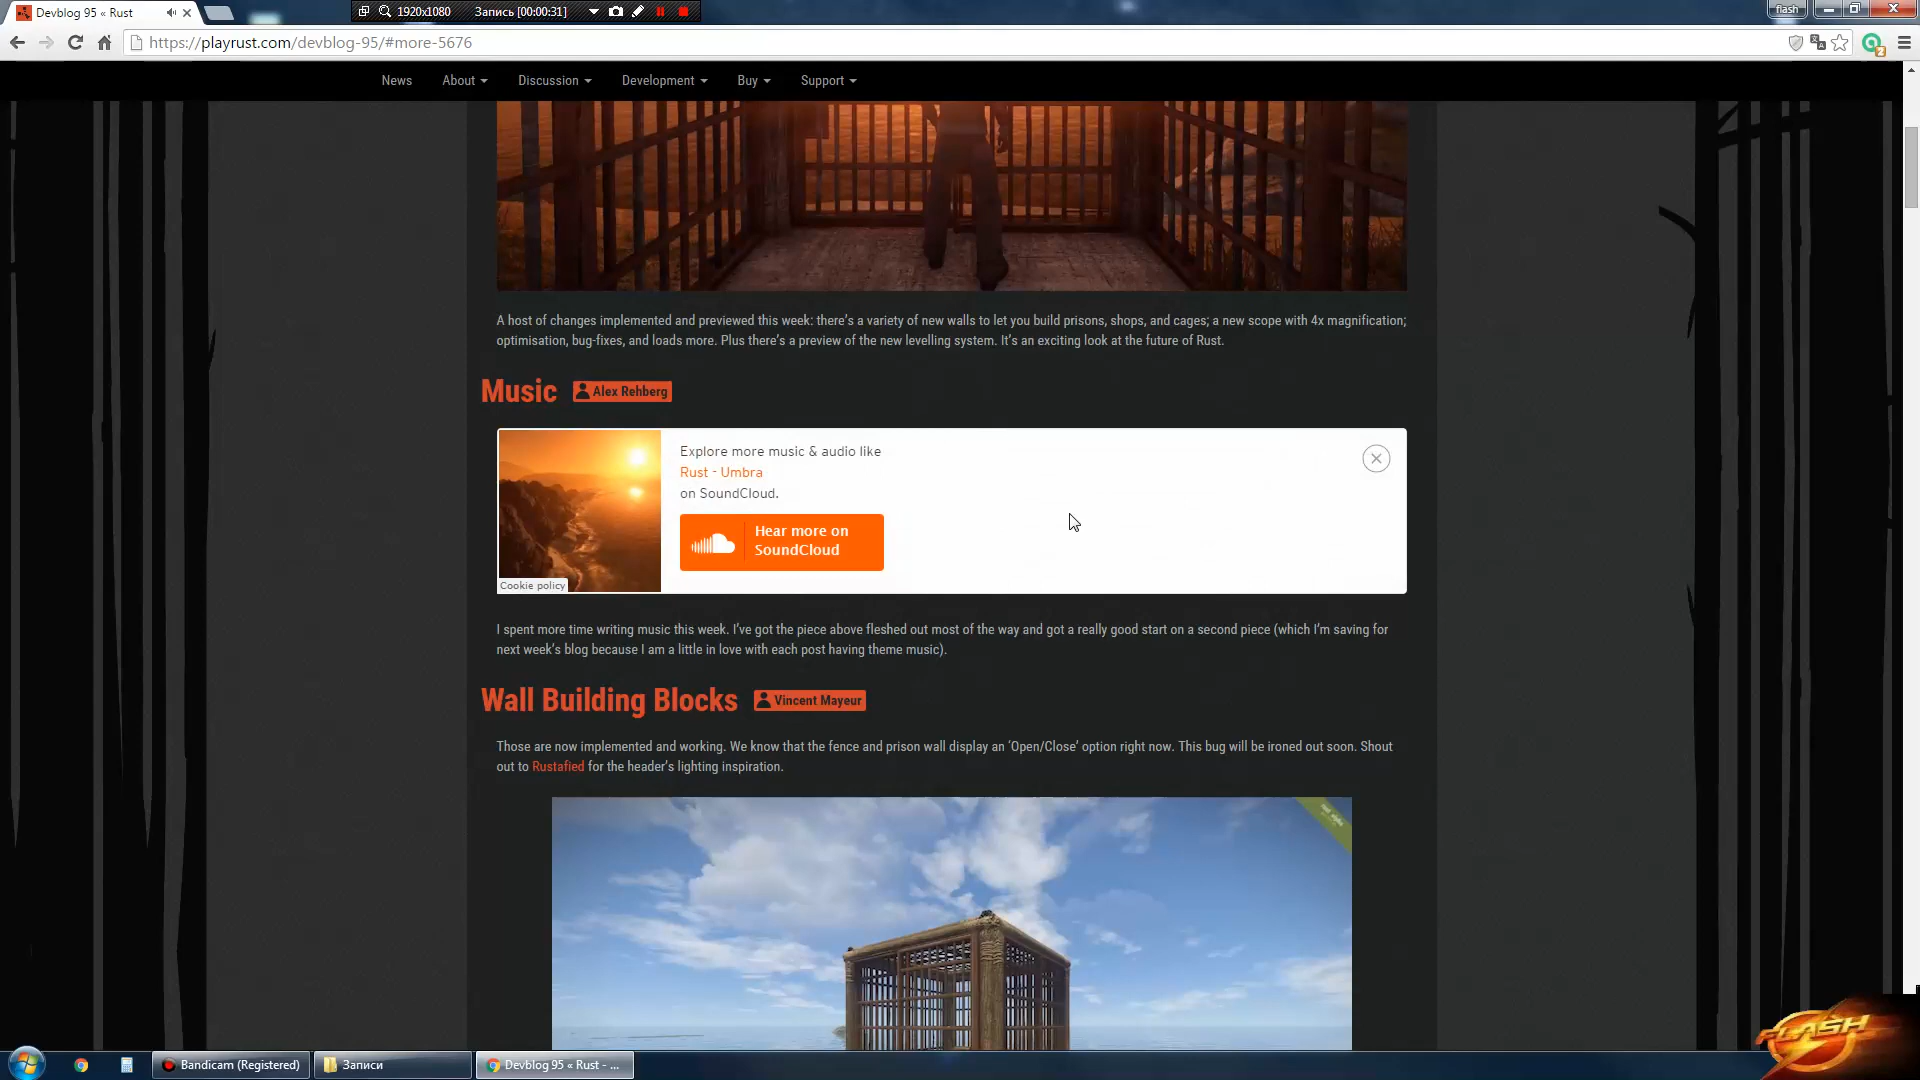 Devblog 95 « Rust
1920x1080
Запись [00:00:31]
flash
https://playrust.com/devblog-95/#more-5676
2
News
About
Discussion
Development
Buy
Support
A host of changes implemented and previewed this week: there's a variety of new walls to let you build prisons, shops, and cages; a new scope with 4x magnification;
optimisation, bug-fixes, and loads more. Plus there's a preview of the new levelling system. It's an exciting look at the future of Rust.
Music
Alex Rehberg
Explore more music & audio like
Rust - Umbra
on SoundCloud.
Hear more on
SoundCloud
Cookie policy
I spent more time writing music this week. I've got the piece above fleshed out most of the way and got a really good start on a second piece (which I'm saving for
next week's blog because I am a little in love with each post having theme music).
Wall Building Blocks
Vincent Mayeur
Those are now implemented and working. We know that the fence and prison wall display an 'Open/Close' option right now. This bug will be ironed out soon. Shout
out to Rustafied for the header's lighting inspiration.
FLASH
Bandicam (Registered)
Записи
Devblog 95 « Rust - ...